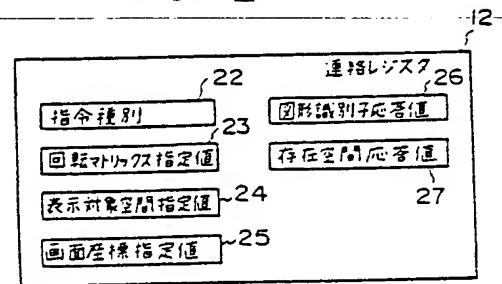 12
連絡レジスタ
22
指令種別
23
回転マトリックス指定値
24
表示対象空間指定値
25
画面座標指定値
26
図形識別子応答値
存在空間応答値
27